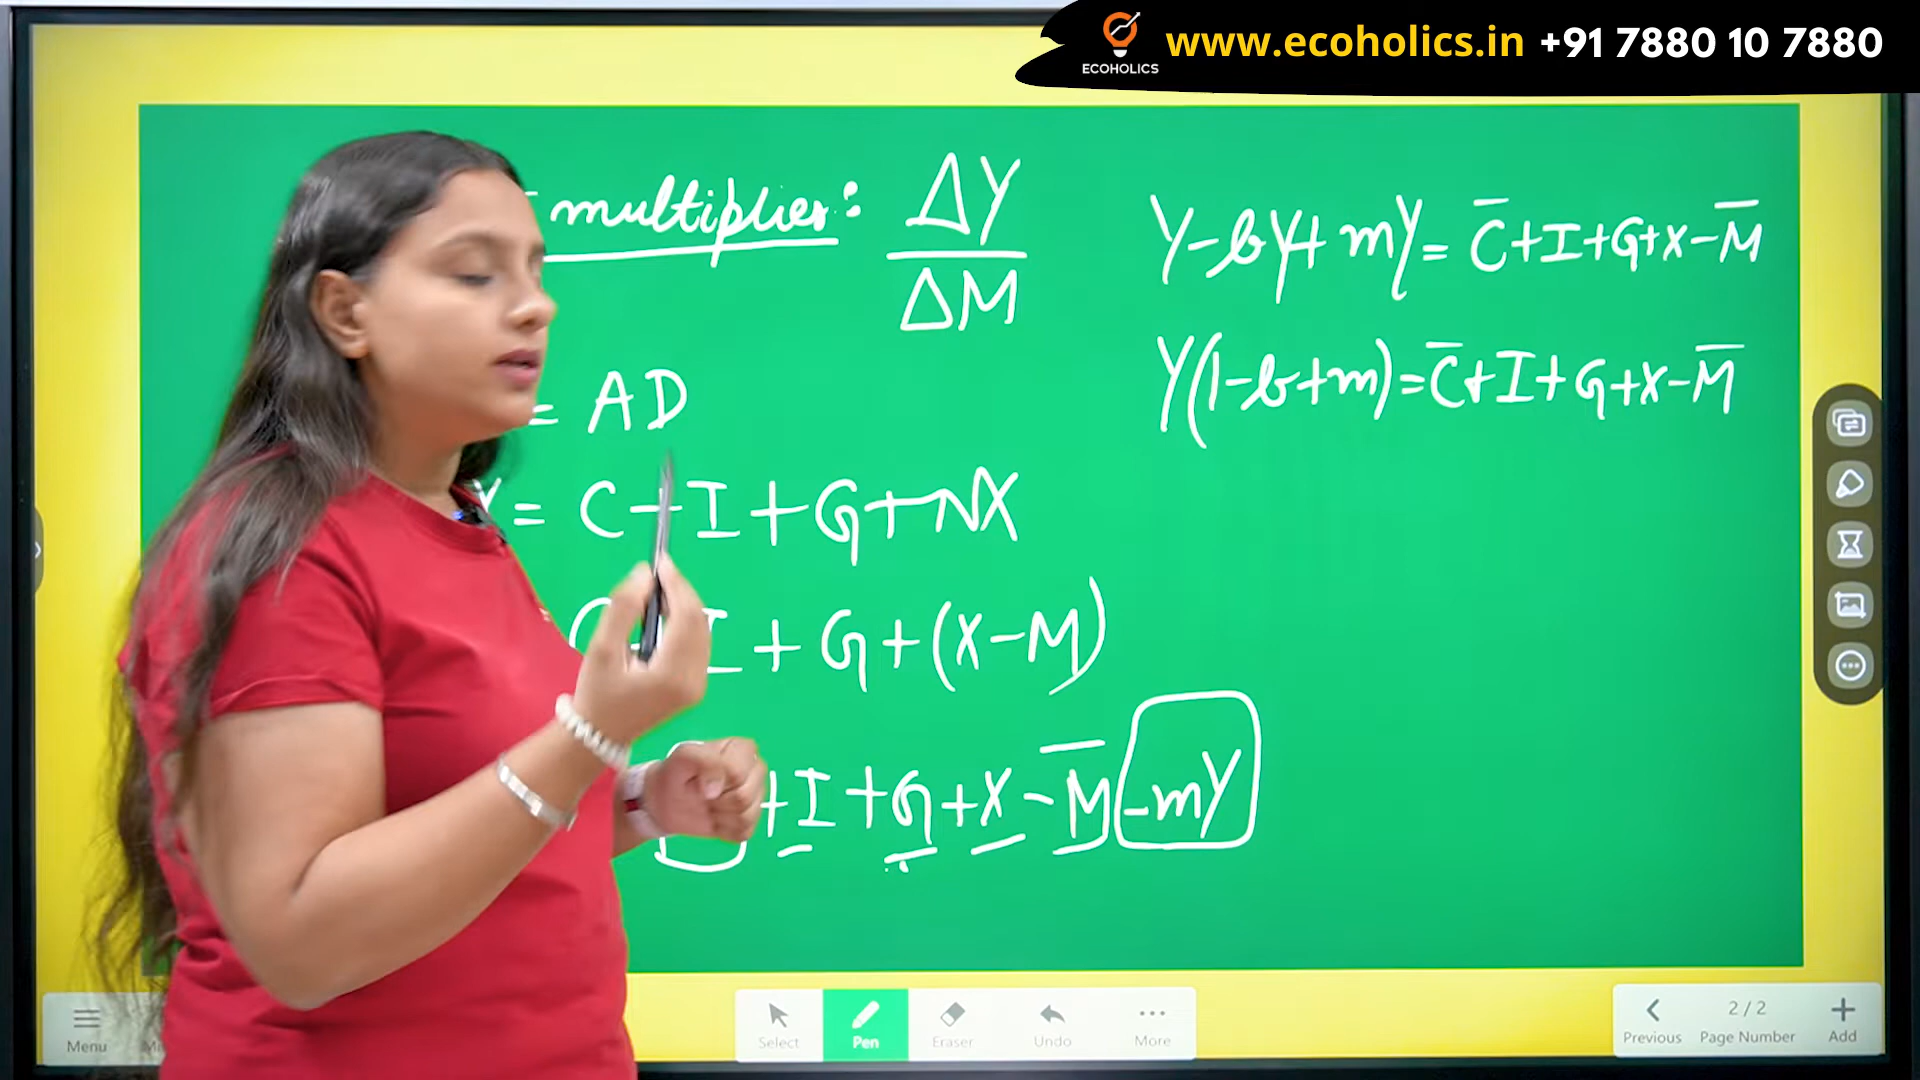 www.ecoholics.in +91 7880 10 7880
ECOHOLICS
multiplier: ΔY
ΔM
= AD
Y = C+I+G+NX
C+I+G+(X-M)
+I+G+X-M̅-mY
Y-bY+mY= C̅+I+G+X-M̅
Y(1-b+m)=C̅+I+G+X-M̅
Menu
Select
Pen
Eraser
Undo
More
Previous
2 / 2
Page Number
Add